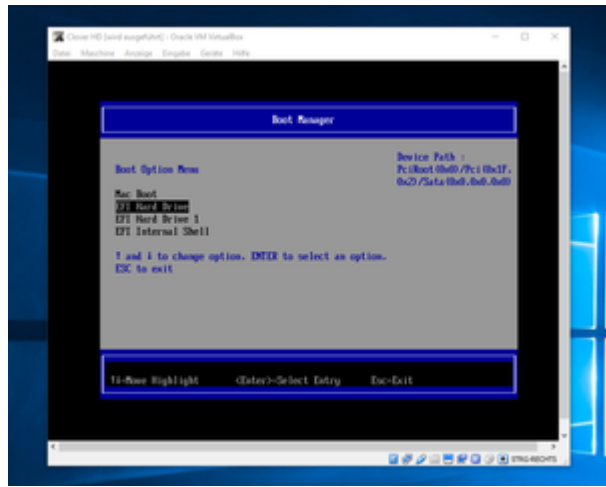 Clover HD [wird ausgeführt] - Oracle VM VirtualBox
Datei Maschine Anzeige Eingabe Geräte Hilfe
Boot Manager
Device Path :
Boot Option Menu
PciRoot(0x0)/Pci(0x1F,
0x2)/Sata(0x0,0x0,0x0)
Mac Boot
EFI Hard Drive
EFI Hard Drive 1
EFI Internal Shell
↑ and ↓ to change option, ENTER to select an option,
ESC to exit
↑↓=Move Highlight <Enter>=Select Entry Esc=Exit
STRG-RECHTS